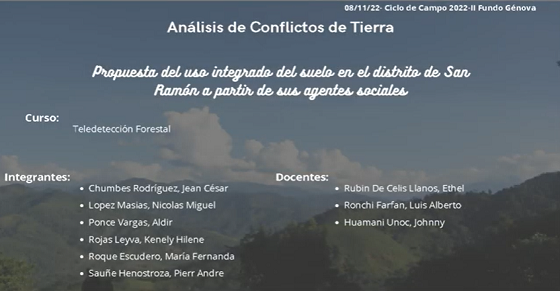 08/11/22- Ciclo de Campo 2022-II Fundo Génova
Análisis de Conflictos de Tierra
Propuesta del uso integrado del suelo en el distrito de San
Ramón a partir de sus agentes sociales
Curso:
Teledetección Forestal
Integrantes:
• Chumbes Rodríguez, Jean César
• Lopez Masias, Nicolas Miguel
• Ponce Vargas, Aldir
• Rojas Leyva, Kenely Hilene
• Roque Escudero, María Fernanda
• Sauñe Henostroza, Pierr Andre
Docentes:
• Rubin De Celis Llanos, Ethel
• Ronchi Farfan, Luis Alberto
• Huamani Unoc, Johnny